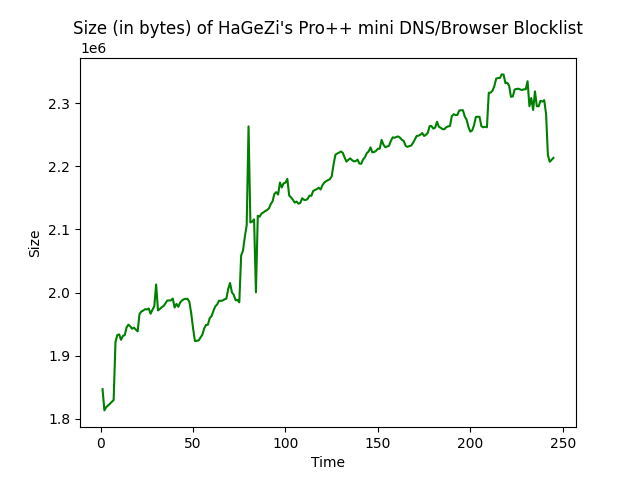 Size (in bytes) of HaGeZi's Pro++ mini DNS/Browser Blocklist
1e6
2.3
2.2
2.1
2.0
1.9
1.8
Size
0 50 100 150 200 250
Time